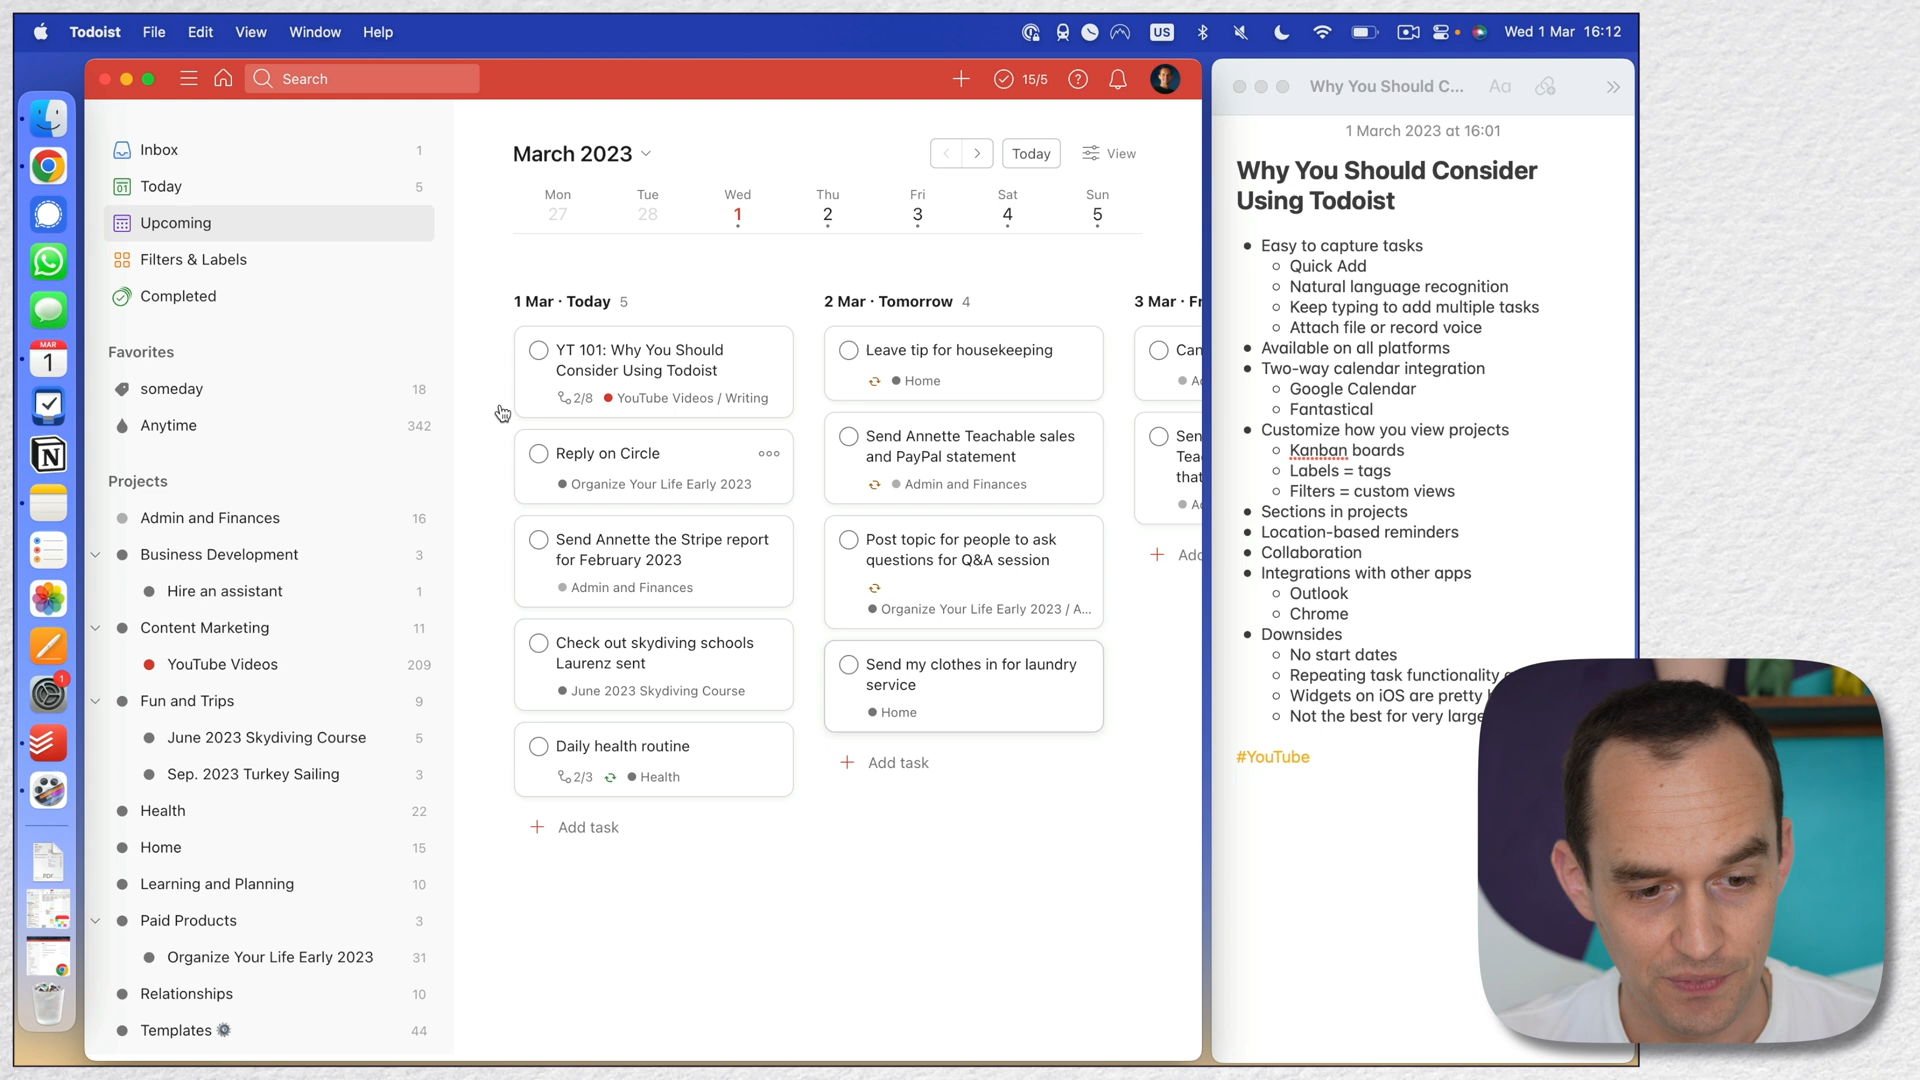 Todoist File Edit View Window Help
US
Wed 1 Mar 16:12
Search
15/5
Inbox 1
01 Today 5
Upcoming
Filters & Labels
Completed
Favorites
someday 18
Anytime 342
Projects
Admin and Finances 16
Business Development 3
Hire an assistant 1
Content Marketing 11
YouTube Videos 209
Fun and Trips 9
June 2023 Skydiving Course 5
Sep. 2023 Turkey Sailing 3
Health 22
Home 15
Learning and Planning 10
Paid Products 3
Organize Your Life Early 2023 31
Relationships 10
Templates 44
MAR
1
1
PDF
March 2023
Today
View
Mon Tue Wed Thu Fri Sat Sun
27 28 1 2 3 4 5
1 Mar · Today 5
YT 101: Why You Should
Consider Using Todoist
2/8 YouTube Videos / Writing
Reply on Circle
Organize Your Life Early 2023
Send Annette the Stripe report
for February 2023
Admin and Finances
Check out skydiving schools
Laurenz sent
June 2023 Skydiving Course
Daily health routine
2/3 Health
+ Add task
2 Mar · Tomorrow 4
Leave tip for housekeeping
Home
Send Annette Teachable sales
and PayPal statement
Admin and Finances
Post topic for people to ask
questions for Q&A session
Organize Your Life Early 2023 / A...
Send my clothes in for laundry
service
Home
+ Add task
3 Mar · Fr
Can
Ac
Sen
Tea
that
Ac
+ Add
Why You Should C...
Aa
1 March 2023 at 16:01
Why You Should Consider
Using Todoist
Easy to capture tasks
Quick Add
Natural language recognition
Keep typing to add multiple tasks
Attach file or record voice
Available on all platforms
Two-way calendar integration
Google Calendar
Fantastical
Customize how you view projects
Kanban boards
Labels = tags
Filters = custom views
Sections in projects
Location-based reminders
Collaboration
Integrations with other apps
Outlook
Chrome
Downsides
No start dates
Repeating task functionality
Widgets on iOS are pretty
Not the best for very large
#YouTube